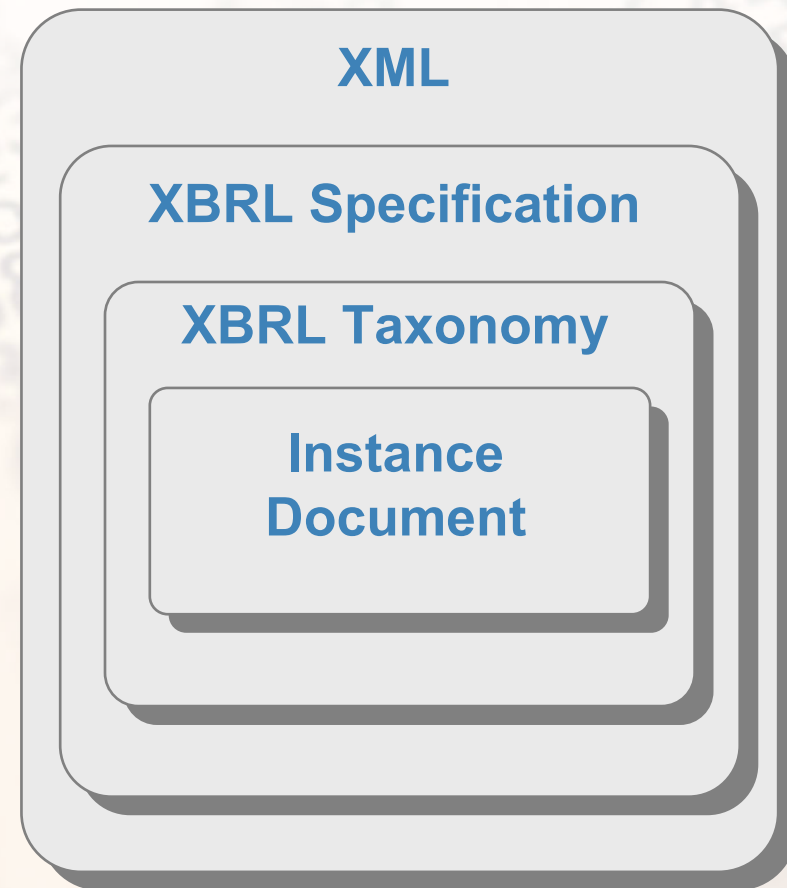 XML
XBRL Specification
XBRL Taxonomy
Instance
Document